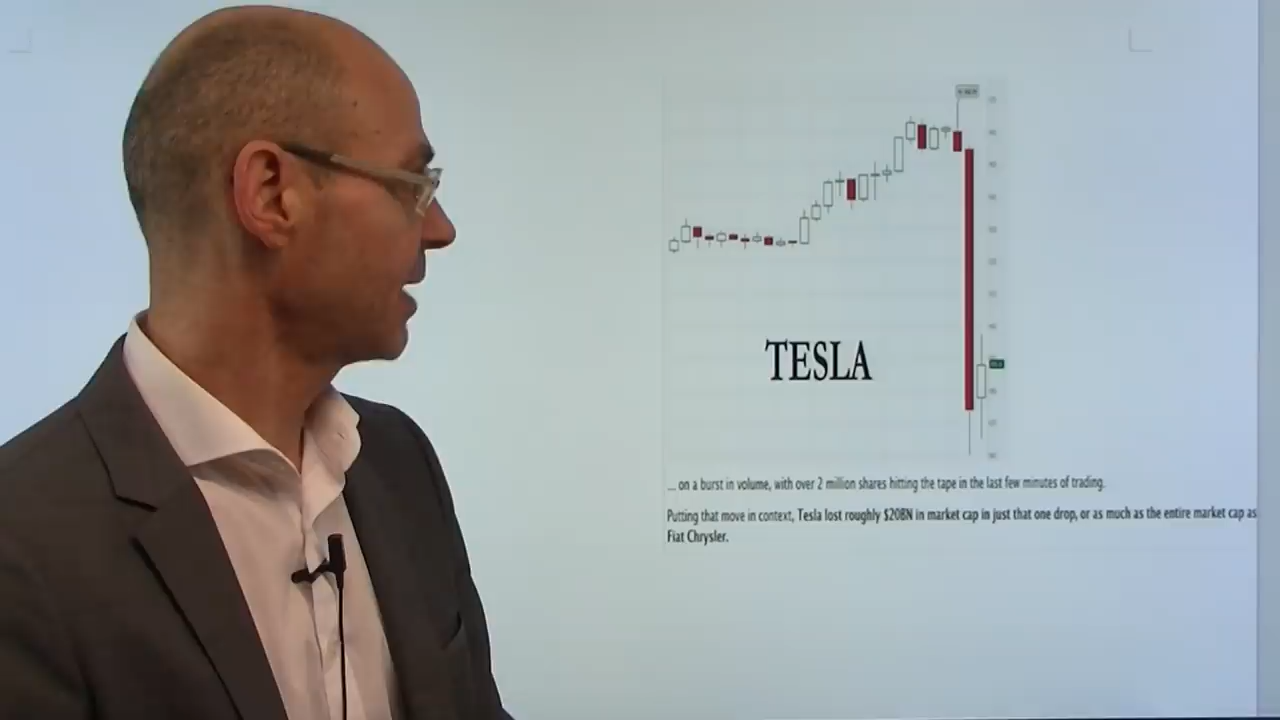 TESLA
... on a burst in volume, with over 2 million shares hitting the tape in the last few minutes of trading.
Putting that move in context, Tesla lost roughly $20BN in market cap in just that one drop, or as much as the entire market cap as
Fiat Chrysler.